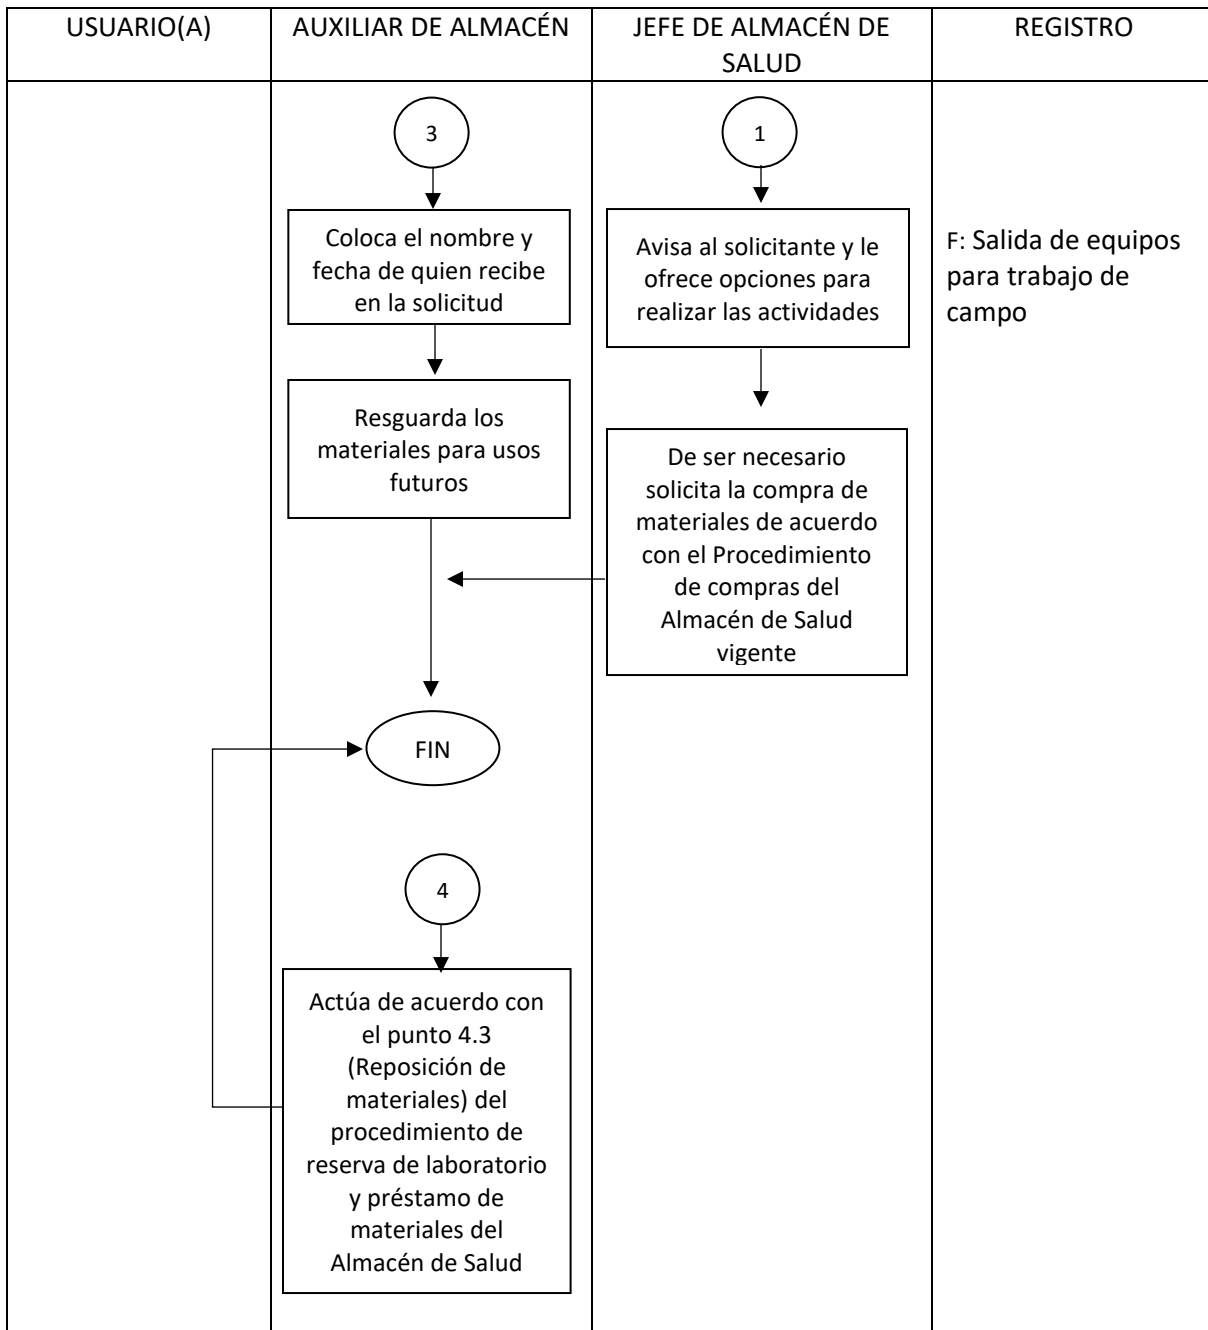 USUARIO(A)
AUXILIAR DE ALMACÉN
JEFE DE ALMACÉN DE
SALUD
REGISTRO
3
Coloca el nombre y
fecha de quien recibe
en la solicitud
Resguarda los
materiales para usos
futuros
FIN
4
Actúa de acuerdo con
el punto 4.3
(Reposición de
materiales) del
procedimiento de
reserva de laboratorio
y préstamo de
materiales del
Almacén de Salud
1
Avisa al solicitante y le
ofrece opciones para
realizar las actividades
De ser necesario
solicita la compra de
materiales de acuerdo
con el Procedimiento
de compras del
Almacén de Salud
vigente
F: Salida de equipos
para trabajo de
campo